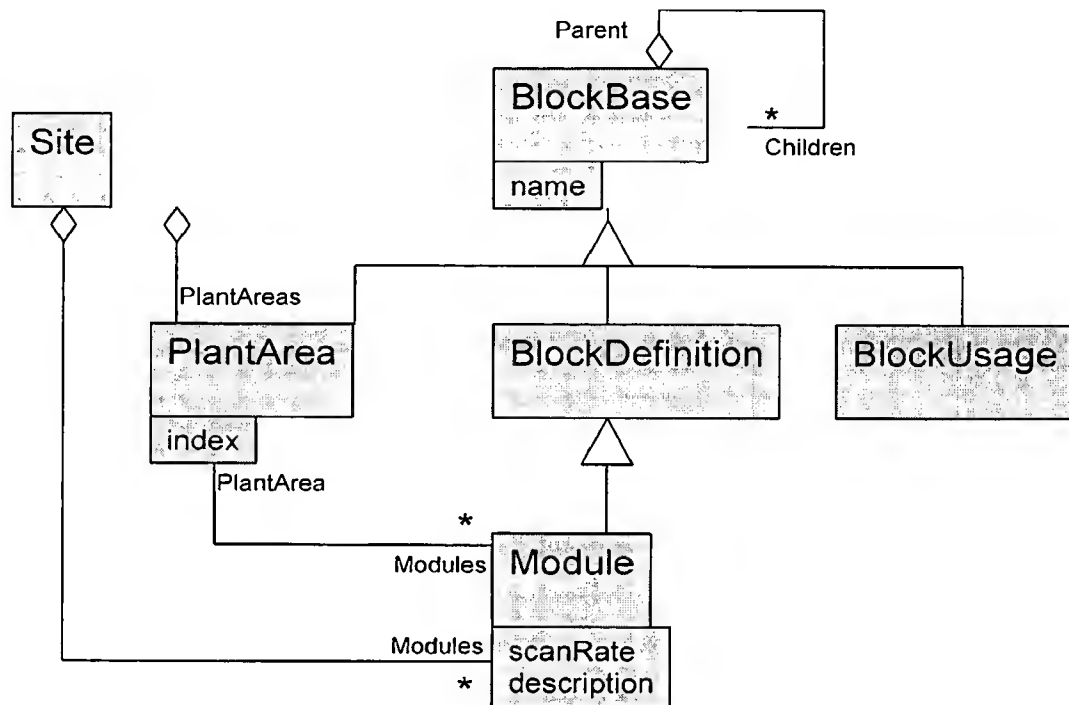 Parent
BlockBase
*
Children
name
Site
PlantAreas
PlantArea
index
BlockDefinition
BlockUsage
PlantArea
*
Modules
Module
Modules
*
scanRate
description